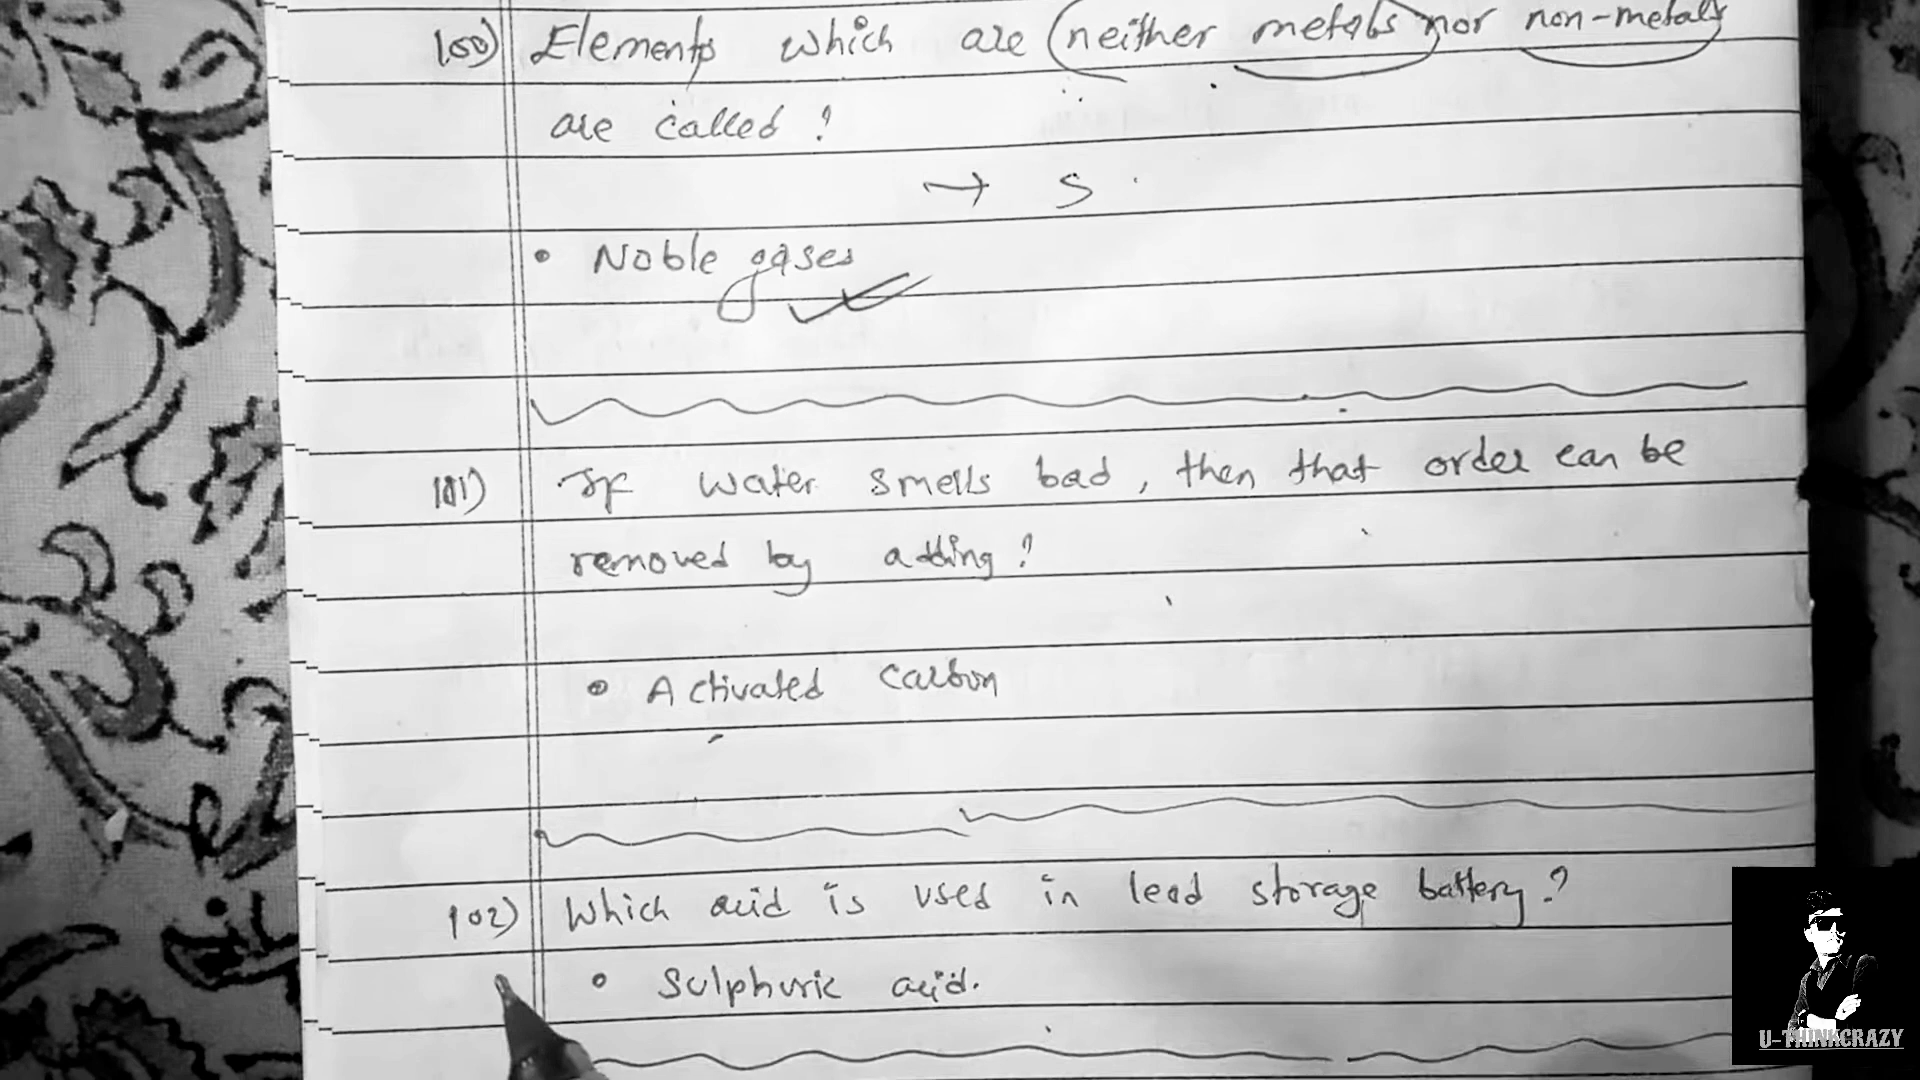 100) Elements which are neither metals nor non-metals
are called ?
→ S
• Noble gases
101) If water smells bad, then that order can be
removed by adding ?
• Activated carbon
102) Which acid is used in lead storage battery ?
• Sulphuric acid.
U-THINKCRAZY